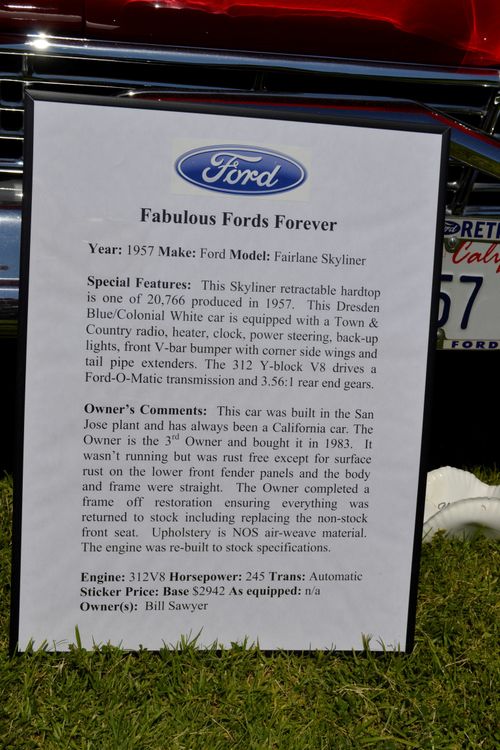 Ford
Fabulous Fords Forever
Year: 1957 Make: Ford Model: Fairlane Skyliner
Special Features: This Skyliner retractable hardtop
is one of 20,766 produced in 1957. This Dresden
Blue/Colonial White car is equipped with a Town &
Country radio, heater, clock, power steering, back-up
lights, front V-bar bumper with corner side wings and
tail pipe extenders. The 312 Y-block V8 drives a
Ford-O-Matic transmission and 3.56:1 rear end gears.
Owner's Comments: This car was built in the San
Jose plant and has always been a California car. The
Owner is the 3rd Owner and bought it in 1983. It
wasn't running but was rust free except for surface
rust on the lower front fender panels and the body
and frame were straight. The Owner completed a
frame off restoration ensuring everything was
returned to stock including replacing the non-stock
front seat. Upholstery is NOS air-weave material.
The engine was re-built to stock specifications.
Engine: 312V8 Horsepower: 245 Trans: Automatic
Sticker Price: Base $2942 As equipped: n/a
Owner(s): Bill Sawyer
Ford RETI
Cali
57
FORD